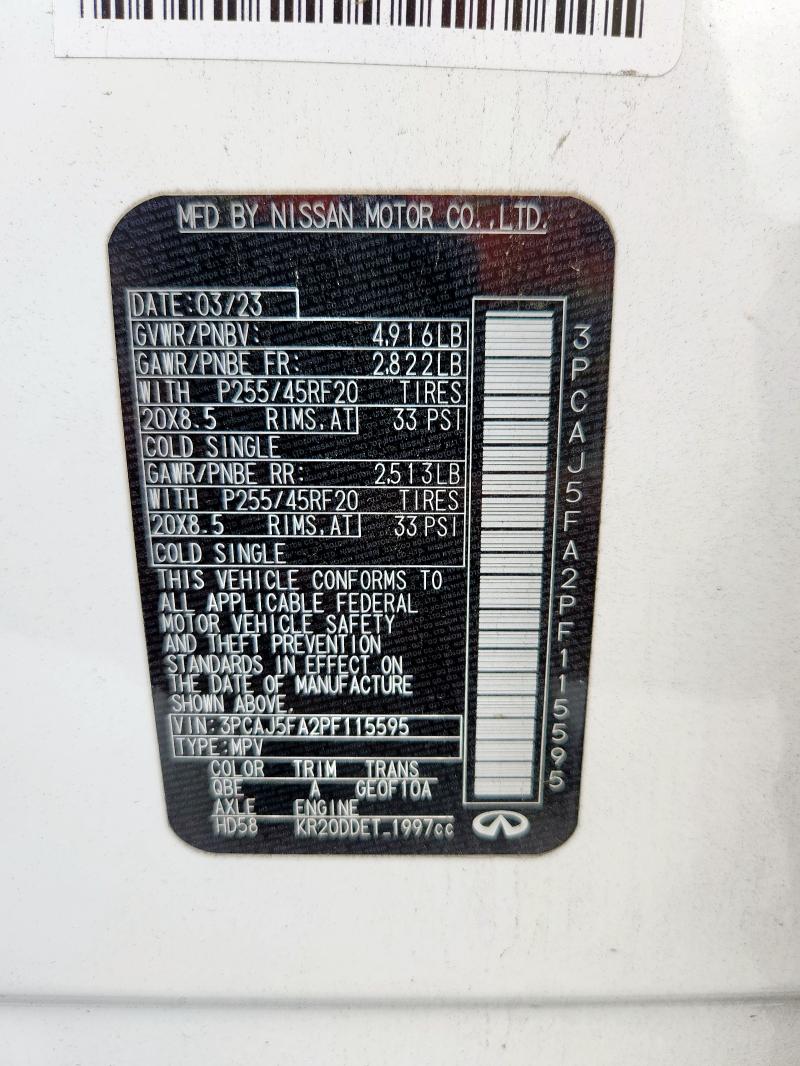 MFD BY NISSAN MOTOR CO.,LTD.
DATE:03/23
GVWR/PNBV: 4,916LB
GAWR/PNBE FR: 2,822LB
WITH P255/45RF20 TIRES
20X8.5 RIMS,AT 33 PSI
COLD SINGLE
GAWR/PNBE RR: 2,513LB
WITH P255/45RF20 TIRES
20X8.5 RIMS,AT 33 PSI
COLD SINGLE
THIS VEHICLE CONFORMS TO
ALL APPLICABLE FEDERAL
MOTOR VEHICLE SAFETY
AND THEFT PREVENTION
STANDARDS IN EFFECT ON
THE DATE OF MANUFACTURE
SHOWN ABOVE.
VIN:3PCAJ5FA2PF115595
TYPE:MPV
COLOR TRIM TRANS
QBE A GE0F10A
AXLE ENGINE
HD58 KR20DDET_1997cc
3PCAJ5FA2PF115595